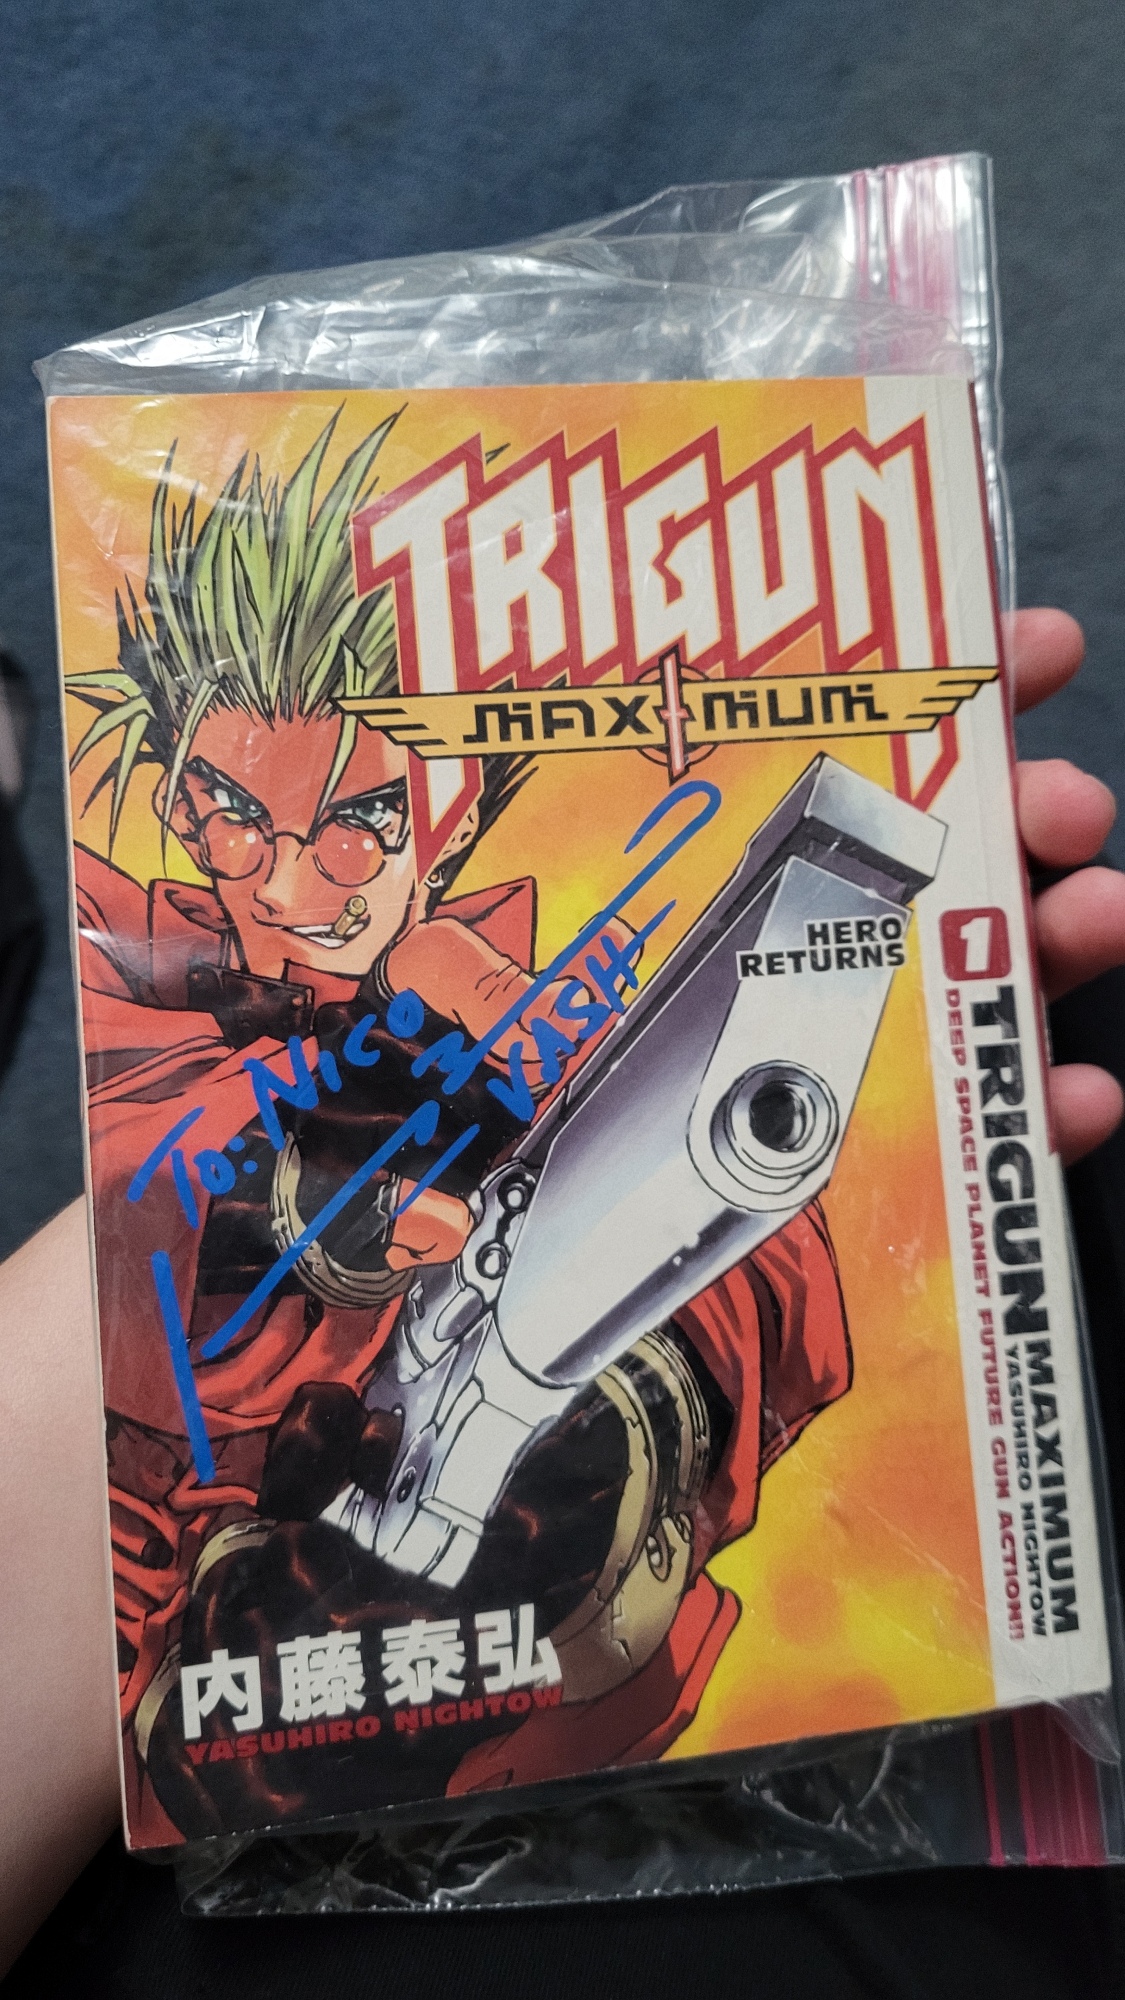 TRIGUN
MAXIMUM
HERO
RETURNS
To: NICO
VASH
内藤泰弘
YASUHIRO NIGHTOW
1 TRIGUN MAXIMUM
DEEP SPACE PLANET FUTURE GUN ACTION!!
YASUHIRO NIGHTOW